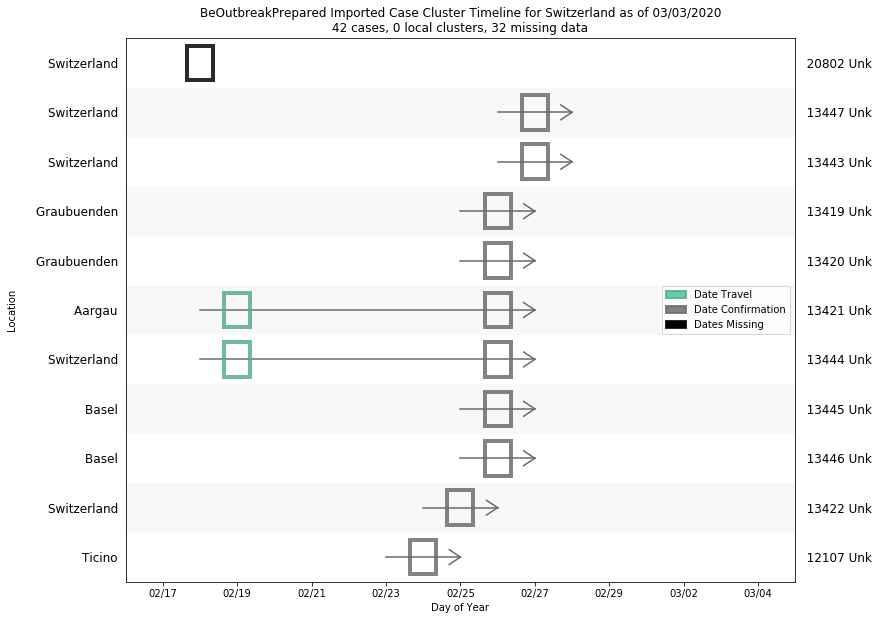 BeOutbreakPrepared Imported Case Cluster Timeline for Switzerland as of 03/03/2020
42 cases, 0 local clusters, 32 missing data
Switzerland 20802 Unk
Switzerland 13447 Unk
Switzerland 13443 Unk
Graubuenden 13419 Unk
Graubuenden 13420 Unk
Aargau 13421 Unk
Switzerland 13444 Unk
Basel 13445 Unk
Basel 13446 Unk
Switzerland 13422 Unk
Ticino 12107 Unk
Location
Date Travel
Date Confirmation
Dates Missing
02/17 02/19 02/21 02/23 02/25 02/27 02/29 03/02 03/04
Day of Year